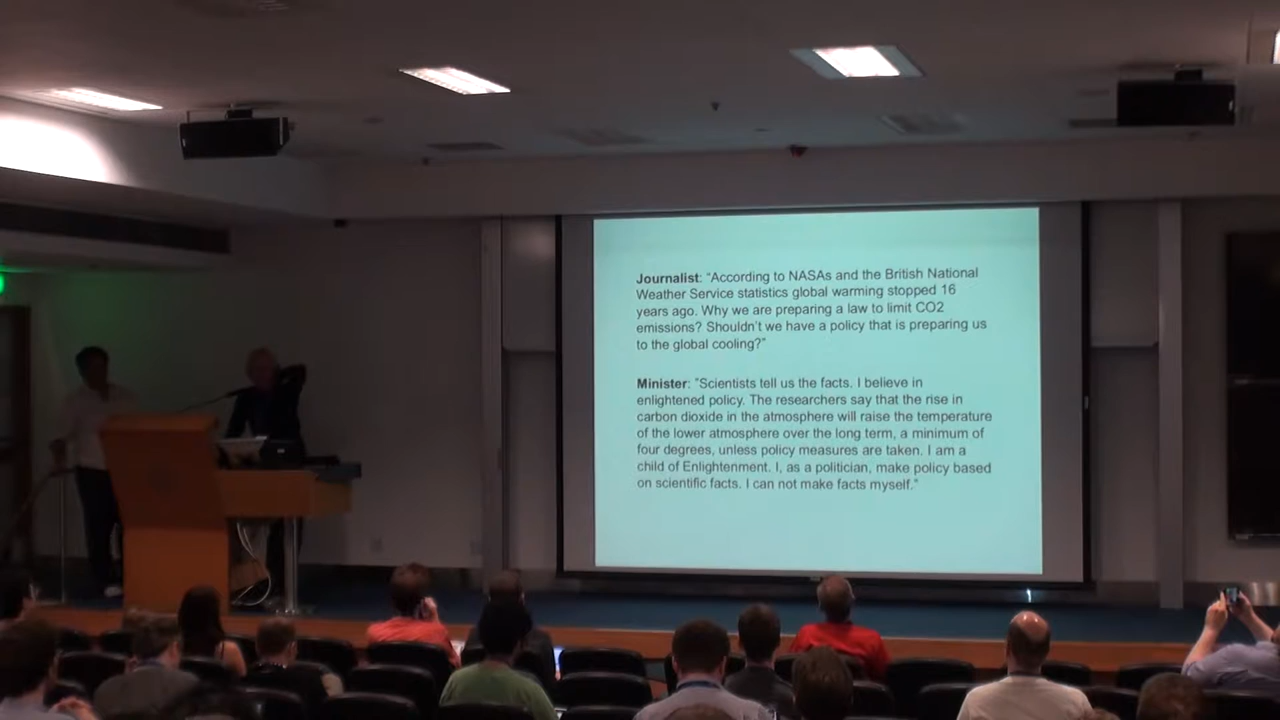 Journalist: "According to NASAs and the British National
Weather Service statistics global warming stopped 16
years ago. Why we are preparing a law to limit CO2
emissions? Shouldn't we have a policy that is preparing us
to the global cooling?"
Minister: "Scientists tell us the facts. I believe in
enlightened policy. The researchers say that the rise in
carbon dioxide in the atmosphere will raise the temperature
of the lower atmosphere over the long term, a minimum of
four degrees, unless policy measures are taken. I am a
child of Enlightenment. I, as a politician, make policy based
on scientific facts. I can not make facts myself."